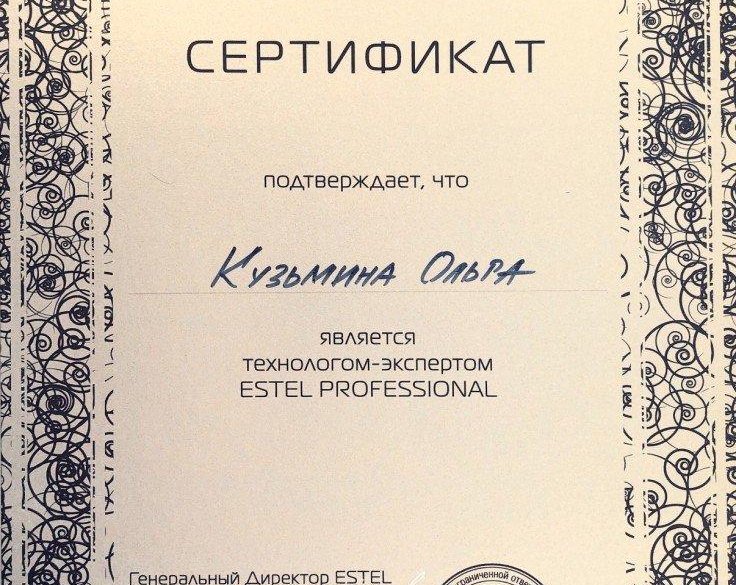 СЕРТИФИКАТ
подтверждает, что
Кузьмина Ольга
является
технологом-экспертом
ESTEL PROFESSIONAL
Генеральный Директор ESTEL